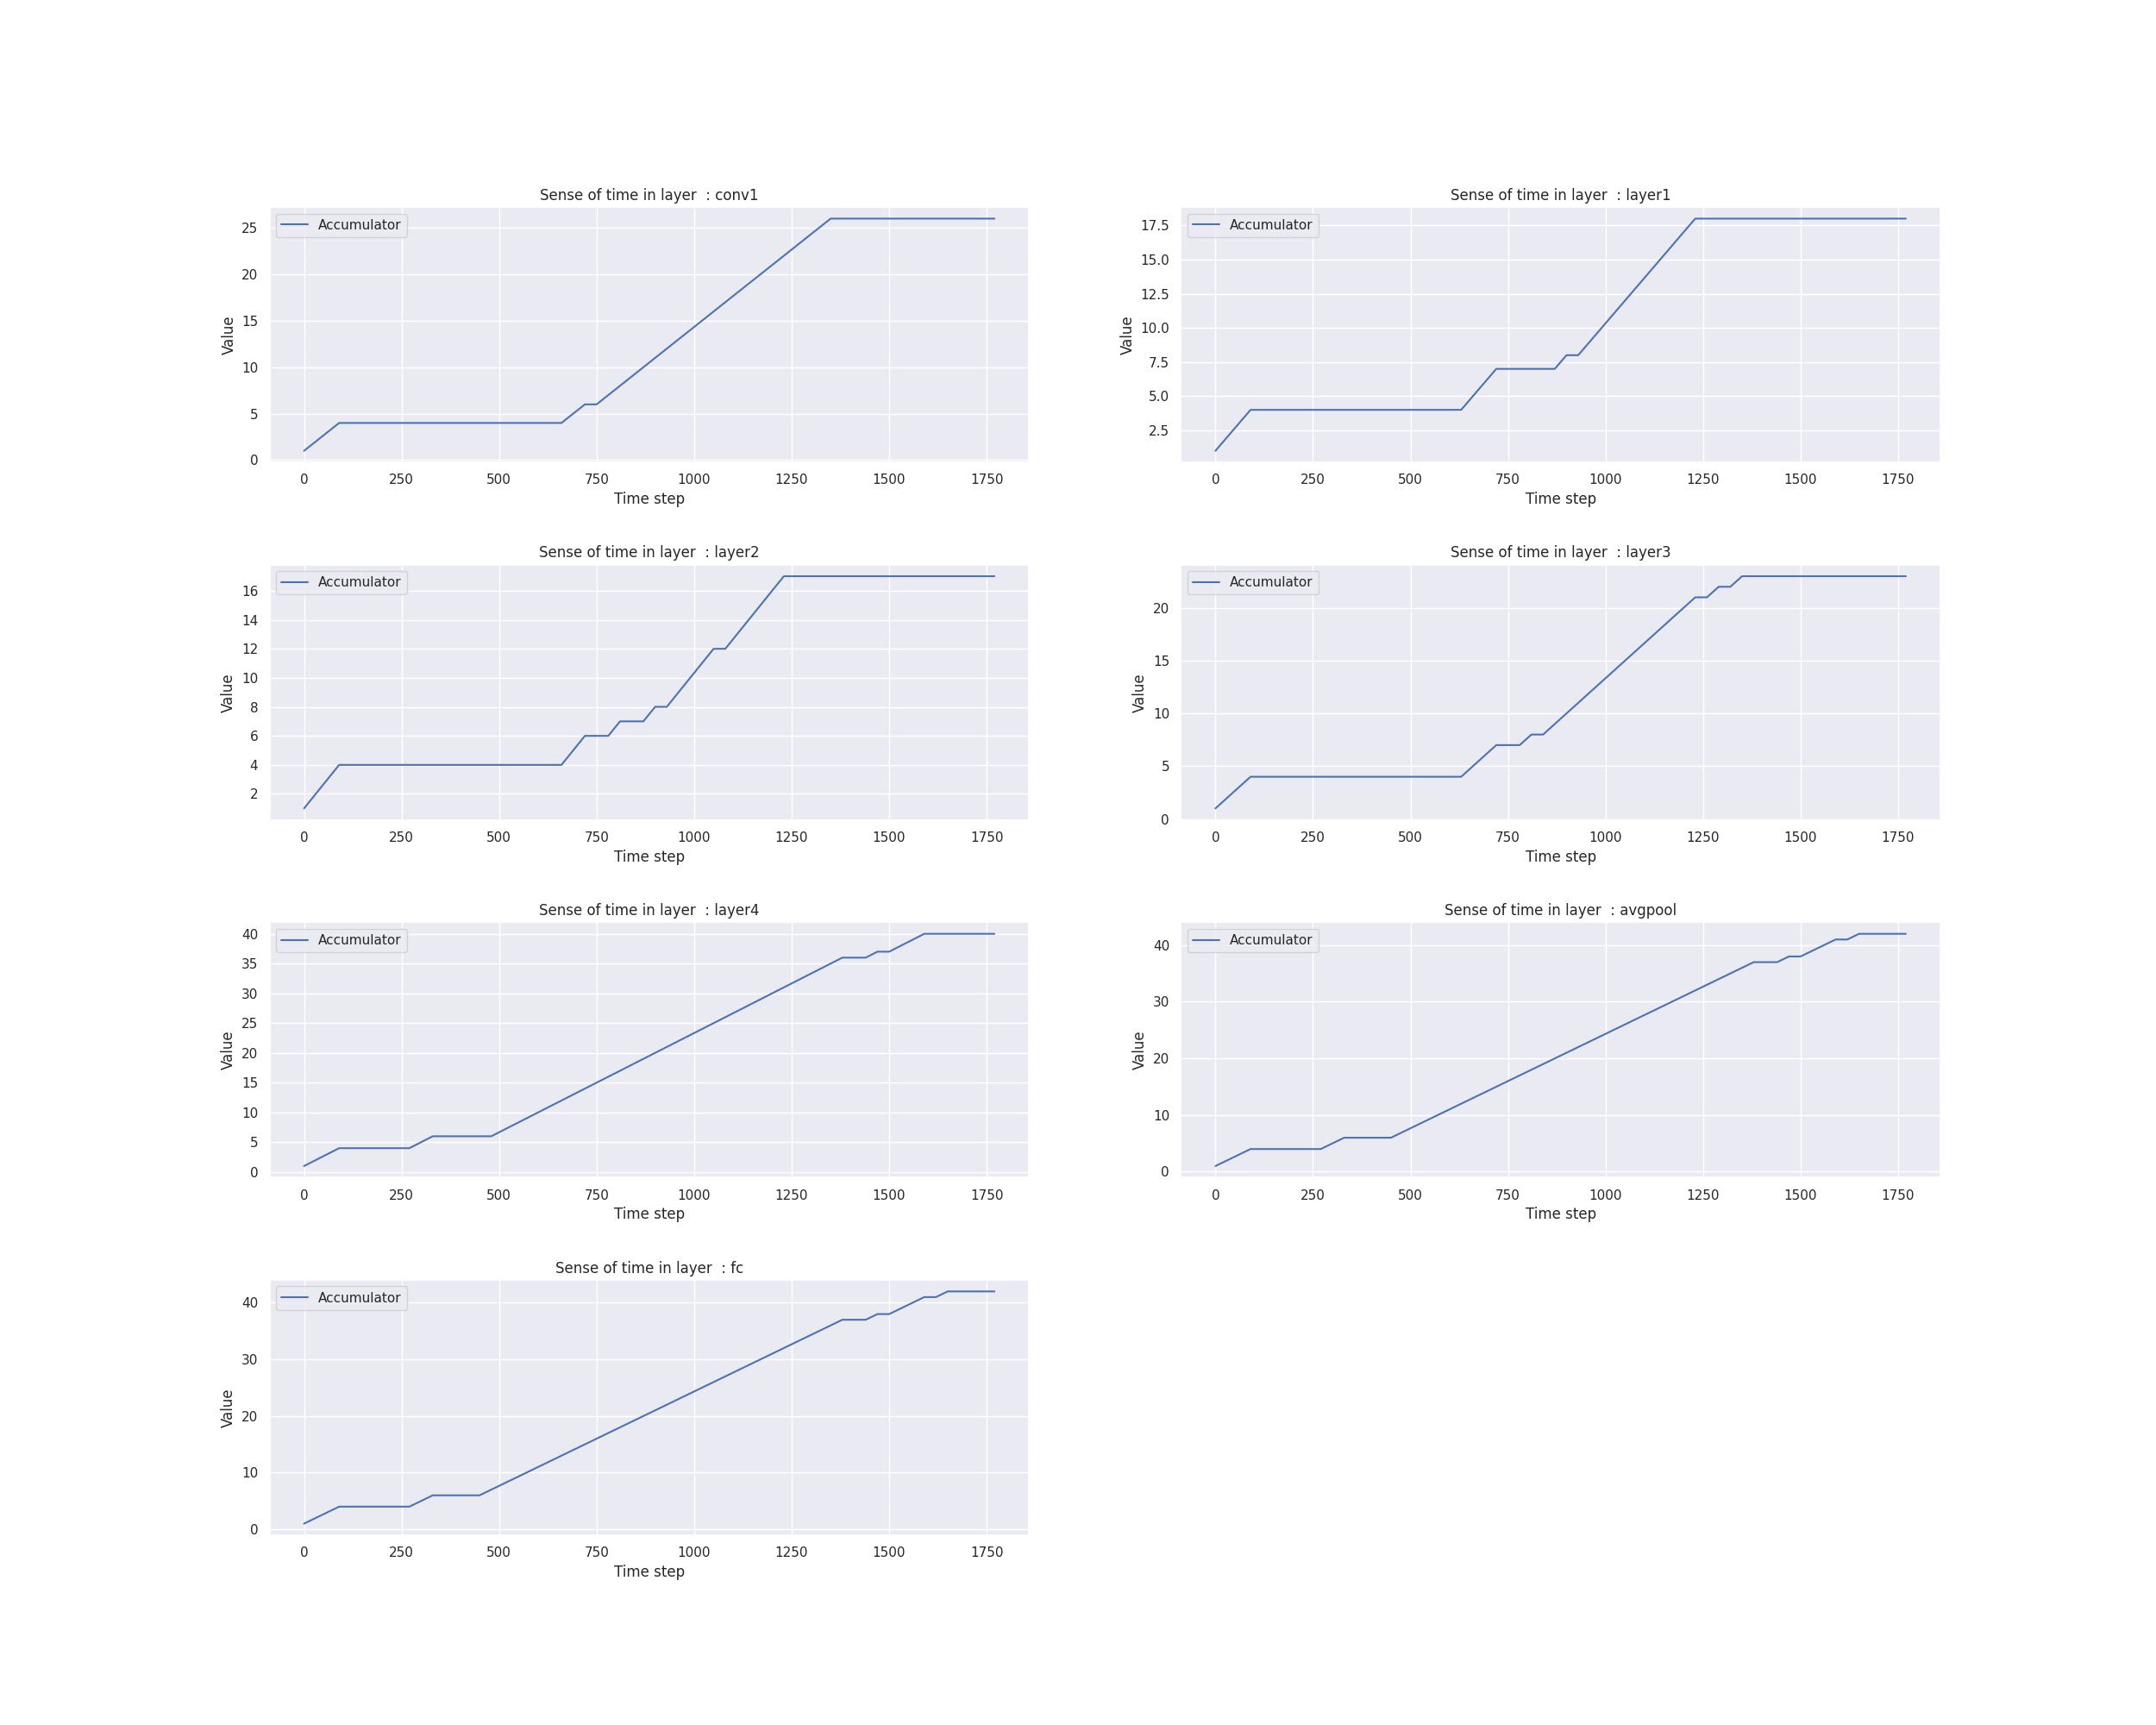 Sense of time in layer  : conv1
Accumulator
25
20
15
10
5
0
Value
0 250 500 750 1000 1250 1500 1750
Time step
Sense of time in layer  : layer1
Accumulator
17.5
15.0
12.5
10.0
7.5
5.0
2.5
Value
0 250 500 750 1000 1250 1500 1750
Time step
Sense of time in layer  : layer2
Accumulator
16
14
12
10
8
6
4
2
Value
0 250 500 750 1000 1250 1500 1750
Time step
Sense of time in layer  : layer3
Accumulator
20
15
10
5
0
Value
0 250 500 750 1000 1250 1500 1750
Time step
Sense of time in layer  : layer4
Accumulator
40
35
30
25
20
15
10
5
0
Value
0 250 500 750 1000 1250 1500 1750
Time step
Sense of time in layer  : avgpool
Accumulator
40
30
20
10
0
Value
0 250 500 750 1000 1250 1500 1750
Time step
Sense of time in layer  : fc
Accumulator
40
30
20
10
0
Value
0 250 500 750 1000 1250 1500 1750
Time step